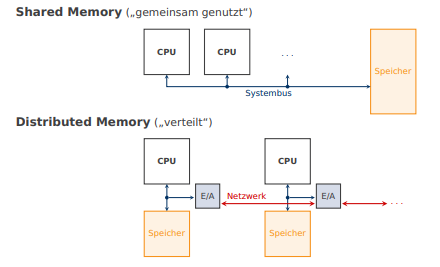 Shared Memory („gemeinsam genutzt“)
CPU CPU ...
Speicher
Systembus
Distributed Memory („verteilt“)
CPU CPU
E/A Netzwerk E/A ...
Speicher Speicher